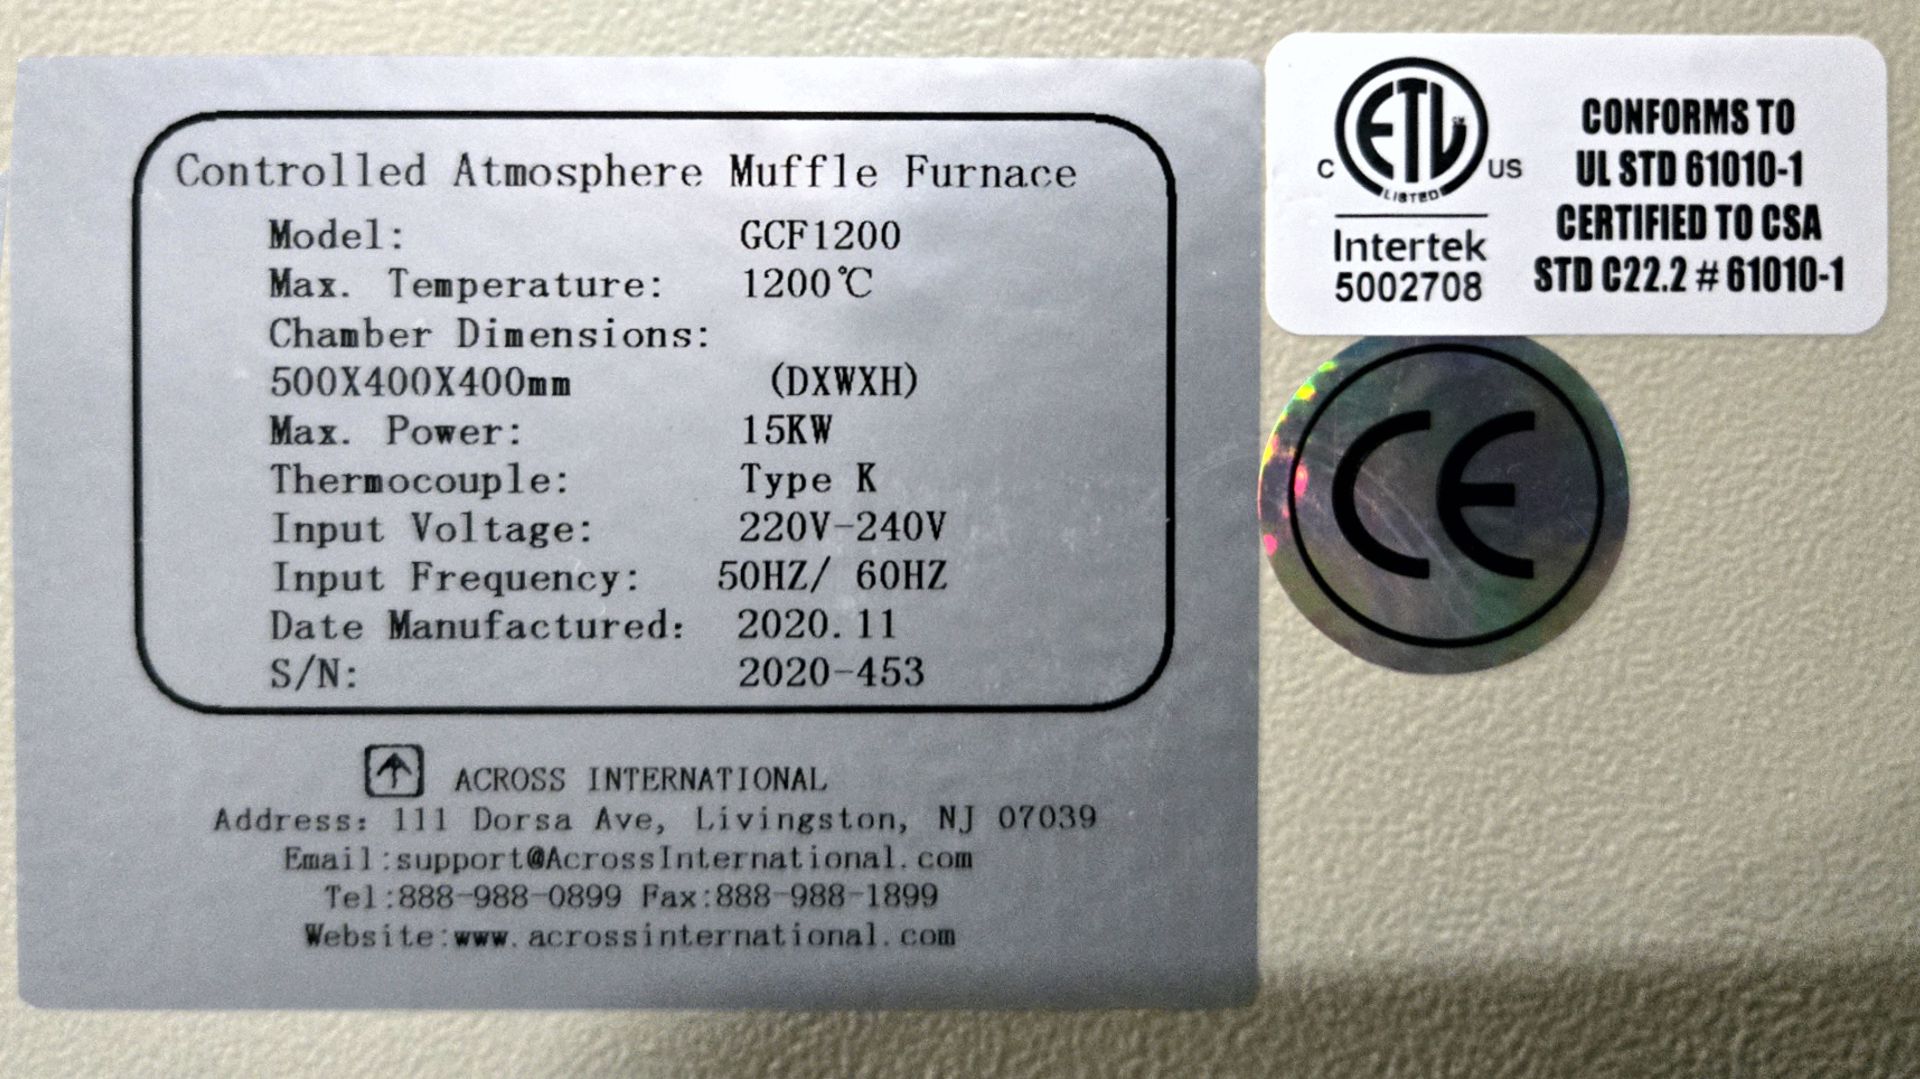 Controlled Atmosphere Muffle Furnace
Model: GCF1200
Max. Temperature: 1200℃
Chamber Dimensions:
500X400X400mm (DXWXH)
Max. Power: 15KW
Thermocouple: Type K
Input Voltage: 220V-240V
Input Frequency: 50HZ/ 60HZ
Date Manufactured: 2020.11
S/N: 2020-453
ACROSS INTERNATIONAL
Address: 111 Dorsa Ave, Livingston, NJ 07039
Email:support@AcrossInternational.com
Tel:888-988-0899 Fax:888-988-1899
Website:www.acrossinternational.com
C ETL US
LISTED
Intertek
5002708
CONFORMS TO
UL STD 61010-1
CERTIFIED TO CSA
STD C22.2 # 61010-1
CE